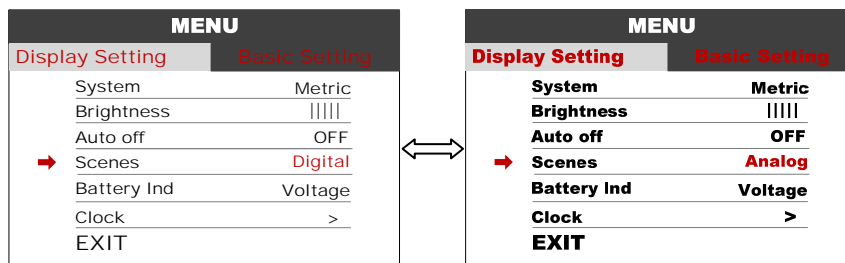 MENU
Display Setting Basic Setting
System Metric
Brightness |||||
Auto off OFF
Scenes Digital
Battery Ind Voltage
Clock >
EXIT
MENU
Display Setting Basic Setting
System Metric
Brightness |||||
Auto off OFF
Scenes Analog
Battery Ind Voltage
Clock >
EXIT